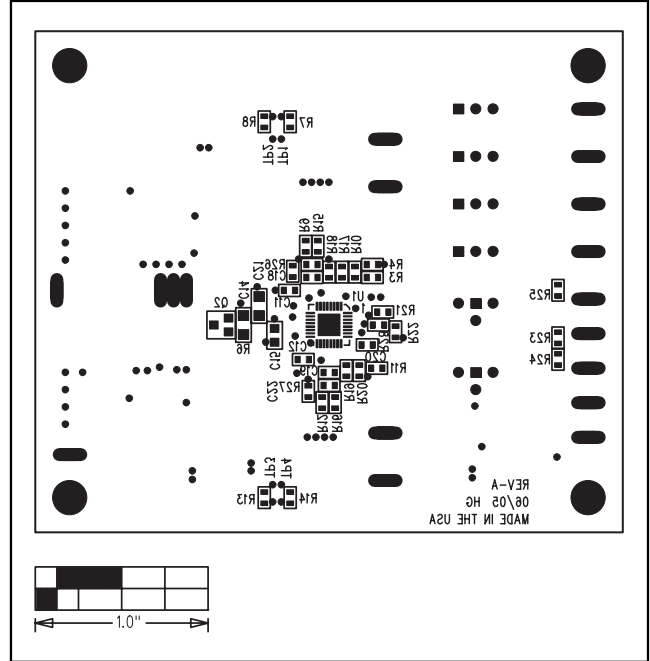 R8
R7
TP2
TP1
R9
R15
R18
R17
R10
R26
C18
R4
R3
C21
C14
C11
U1
1
R21
Q2
R22
R28
R6
C15
C12
C20
C19
R11
C22
R27
R19
R20
R12
R16
R25
R23
R24
TP3
TP4
R13
R14
REV-A
06/05 HG
MADE IN THE USA
1.0"